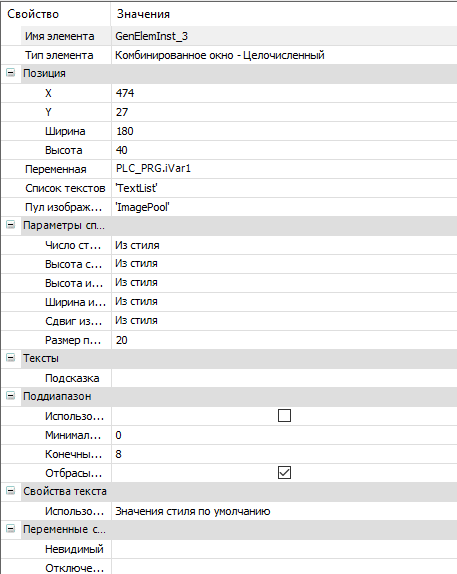 Свойство Значения
Имя элемента GenElemInst_3
Тип элемента Комбинированное окно - Целочисленный
Позиция
X 474
Y 27
Ширина 180
Высота 40
Переменная PLC_PRG.iVar1
Список текстов 'TextList'
Пул изображ... 'ImagePool'
Параметры сп...
Число ст... Из стиля
Высота с... Из стиля
Высота и... Из стиля
Ширина и... Из стиля
Сдвиг из... Из стиля
Размер п... 20
Тексты
Подсказка
Поддиапазон
Использо...
Минимал... 0
Конечны... 8
Отбрасы...
Свойства текста
Использо... Значения стиля по умолчанию
Переменные с...
Невидимый
Отключе...